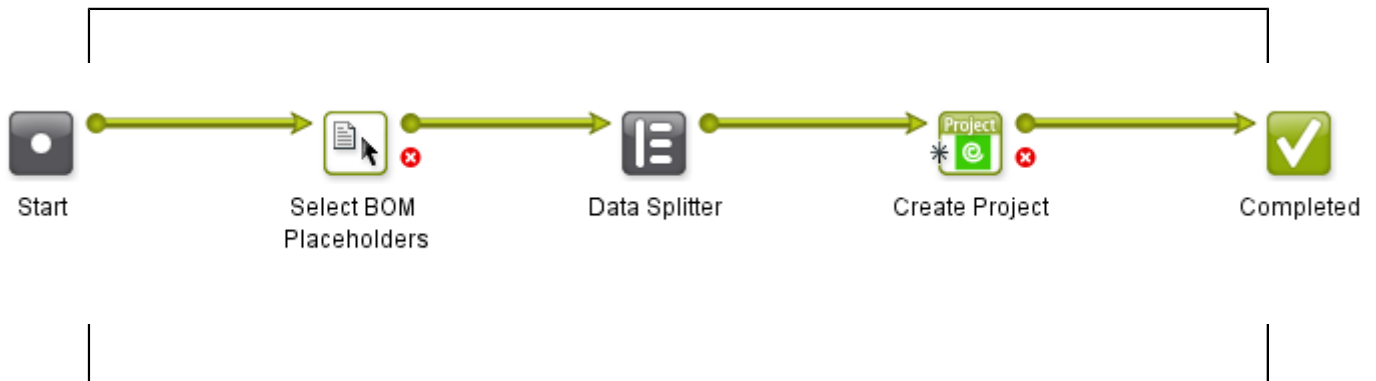 Project
Start
Select BOM
Placeholders
Data Splitter
Create Project
Completed